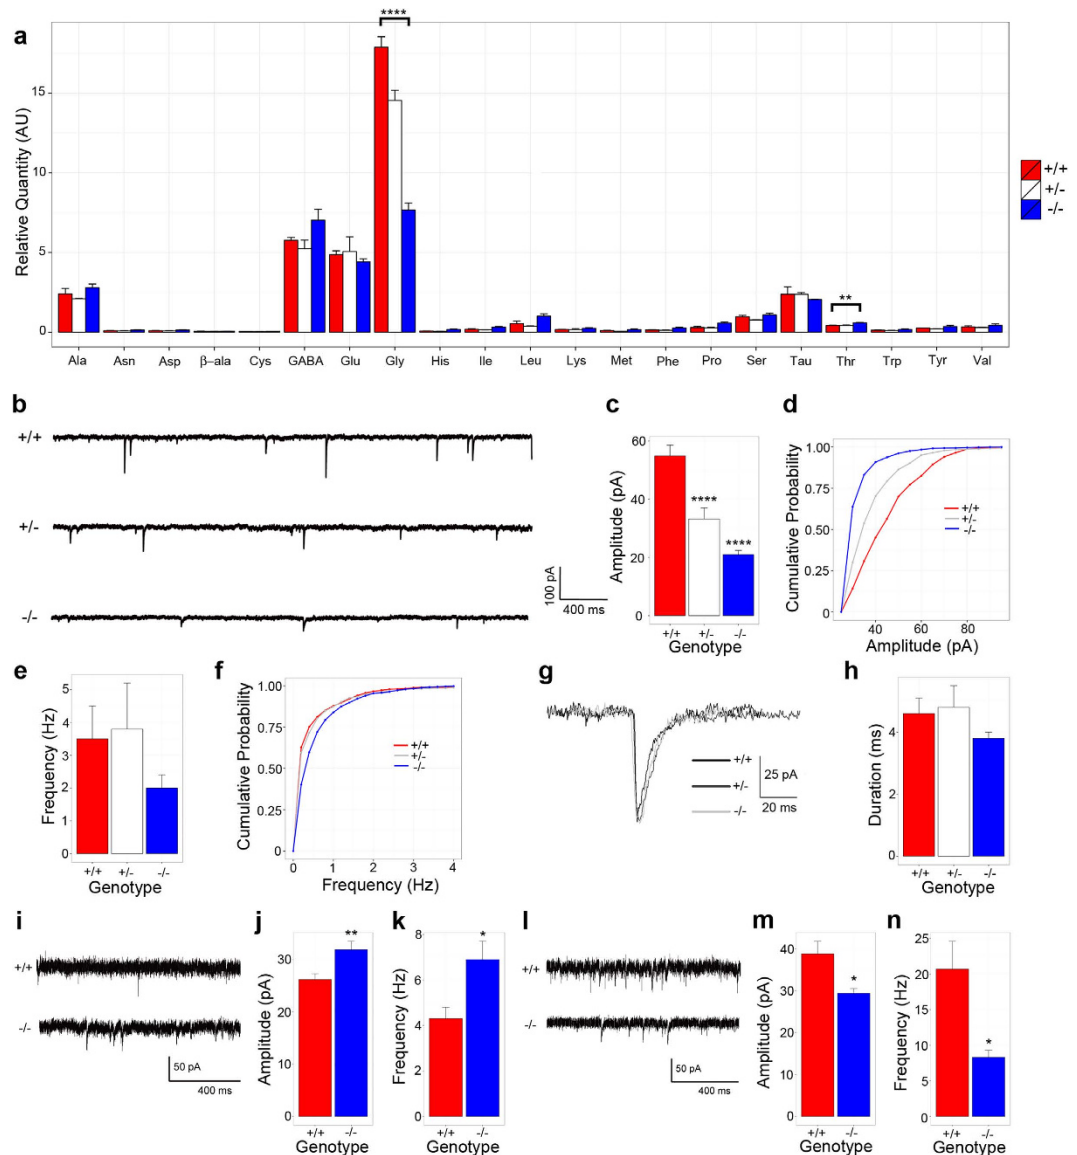 a
****
Relative Quantity (AU)
15
10
5
0
**
Ala Asn Asp β–ala Cys GABA Glu Gly His Ile Leu Lys Met Phe Pro Ser Tau Thr Trp Tyr Val
+/+
+/-
-/-
b
+/+
+/-
-/-
100 pA
400 ms
c
Amplitude (pA)
60
40
20
0
****
****
+/+ +/- -/-
Genotype
d
Cumulative Probability
1.00
0.75
0.50
0.25
0
+/+
+/-
-/-
40 60 80
Amplitude (pA)
e
Frequency (Hz)
5
4
3
2
1
0
+/+ +/- -/-
Genotype
f
Cumulative Probability
1.00
0.75
0.50
0.25
0
+/+
+/-
-/-
0 1 2 3 4
Frequency (Hz)
g
+/+
+/-
-/-
25 pA
20 ms
h
Duration (ms)
4
2
0
+/+ +/- -/-
Genotype
i
+/+
-/-
50 pA
400 ms
j
Amplitude (pA)
30
20
10
0
**
+/+ -/-
Genotype
k
Frequency (Hz)
8
6
4
2
0
*
+/+ -/-
Genotype
l
+/+
-/-
50 pA
400 ms
m
Amplitude (pA)
40
30
20
10
0
*
+/+ -/-
Genotype
n
Frequency (Hz)
25
20
15
10
5
0
*
+/+ -/-
Genotype